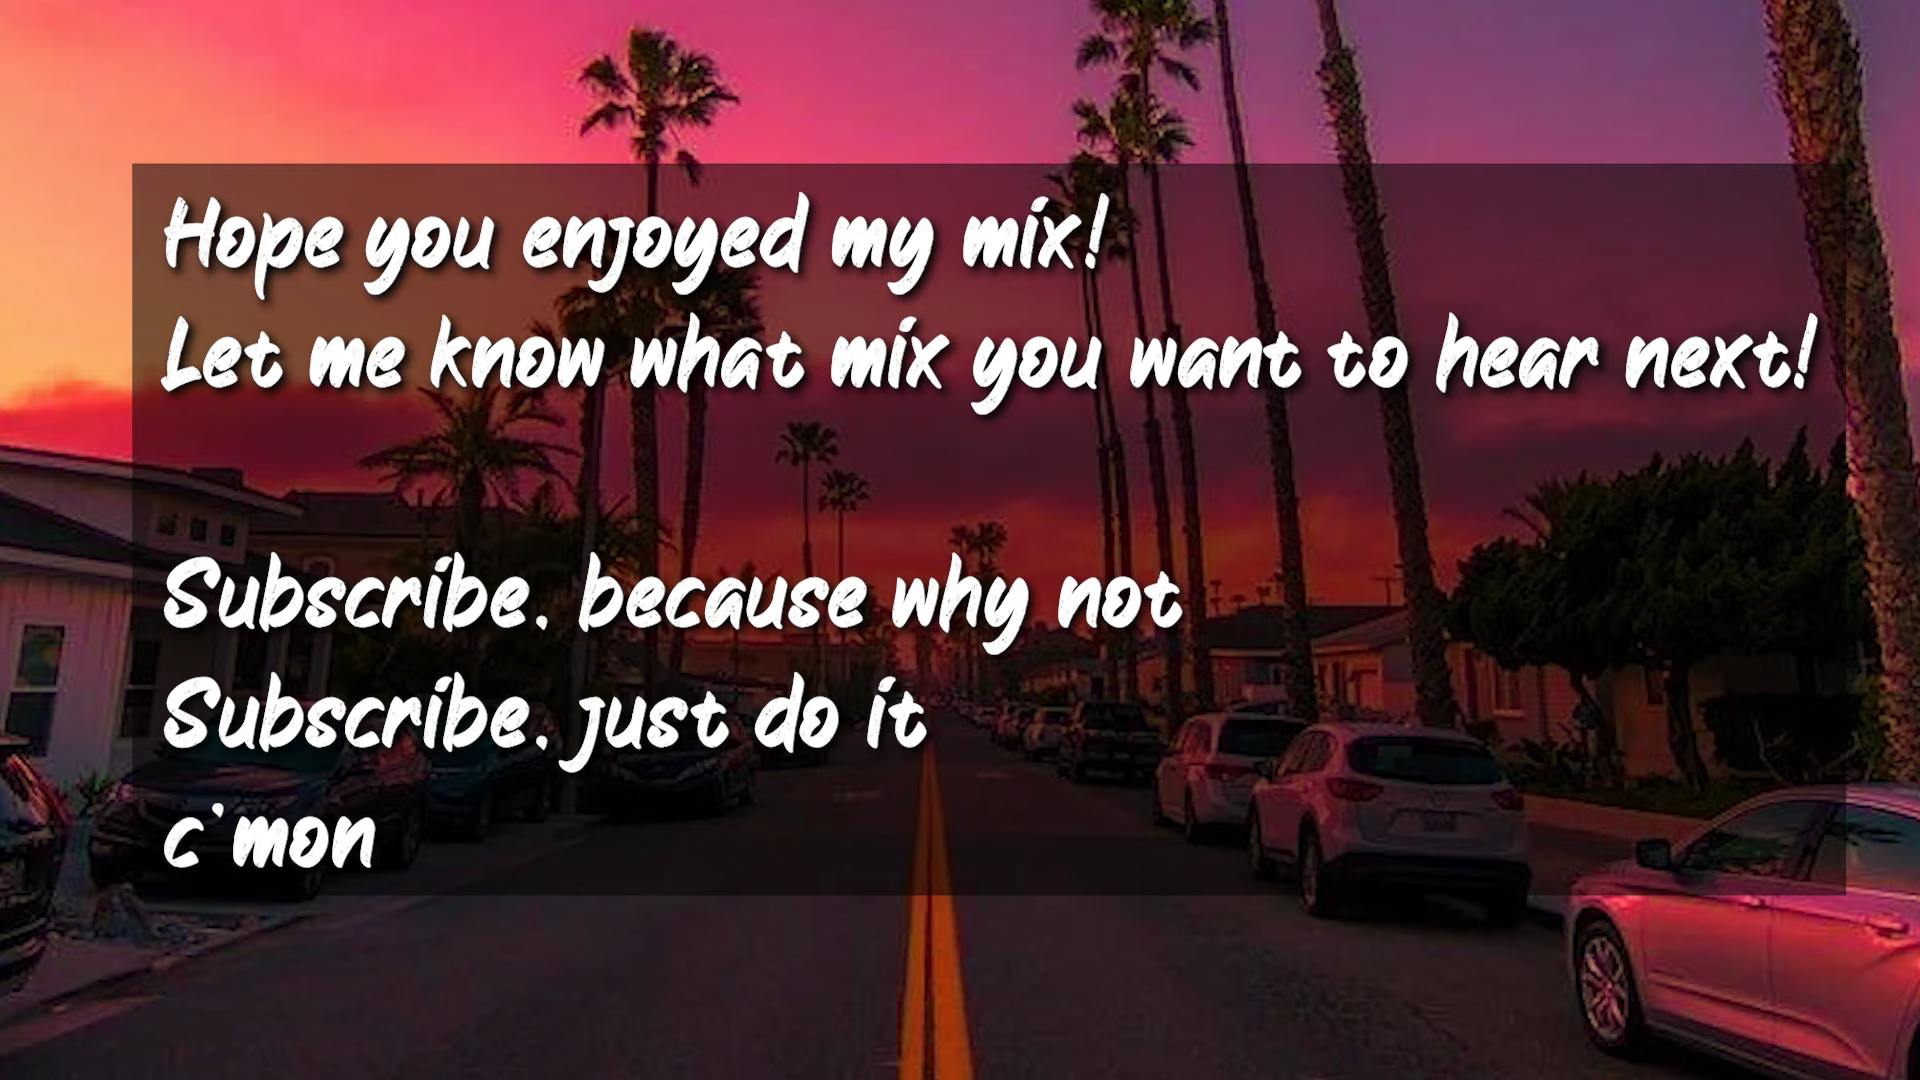 Hope you enjoyed my mix!
Let me know what mix you want to hear next!
Subscribe, because why not
Subscribe, just do it
c'mon